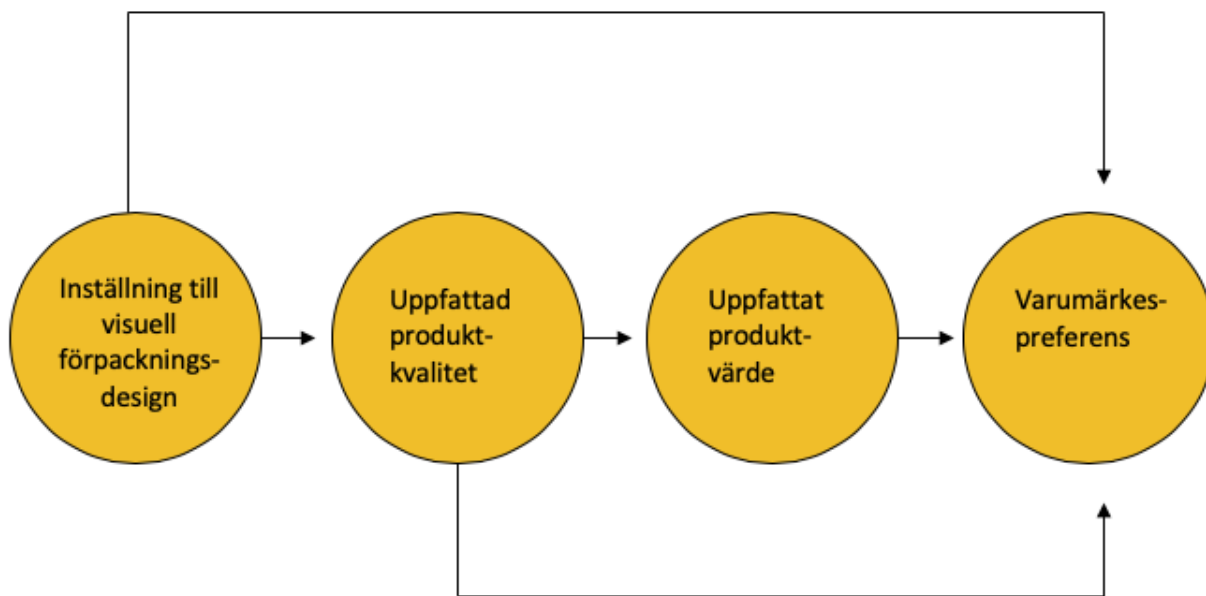 Inställning till
visuell
förpacknings-
design
Uppfattad
produkt-
kvalitet
Uppfattat
produkt-
värde
Varumärkes-
preferens